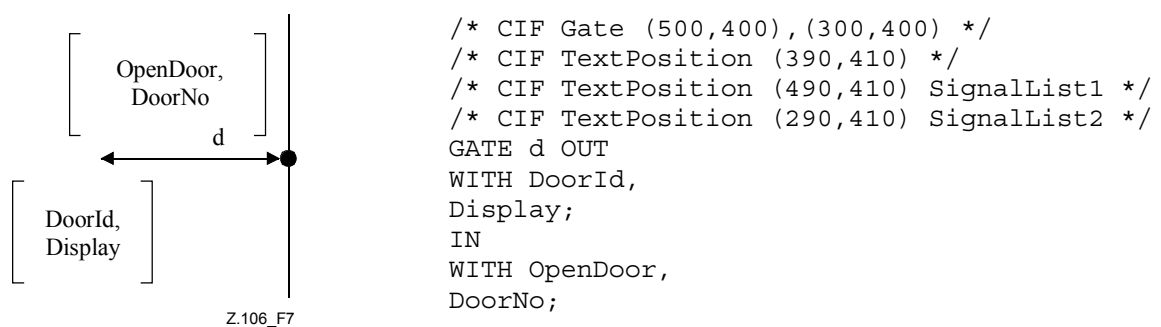 OpenDoor,
DoorNo
d
DoorId,
Display
Z.106_F7
/* CIF Gate (500,400),(300,400) */
/* CIF TextPosition (390,410) */
/* CIF TextPosition (490,410) SignalList1 */
/* CIF TextPosition (290,410) SignalList2 */
GATE d OUT
WITH DoorId,
Display;
IN
WITH OpenDoor,
DoorNo;